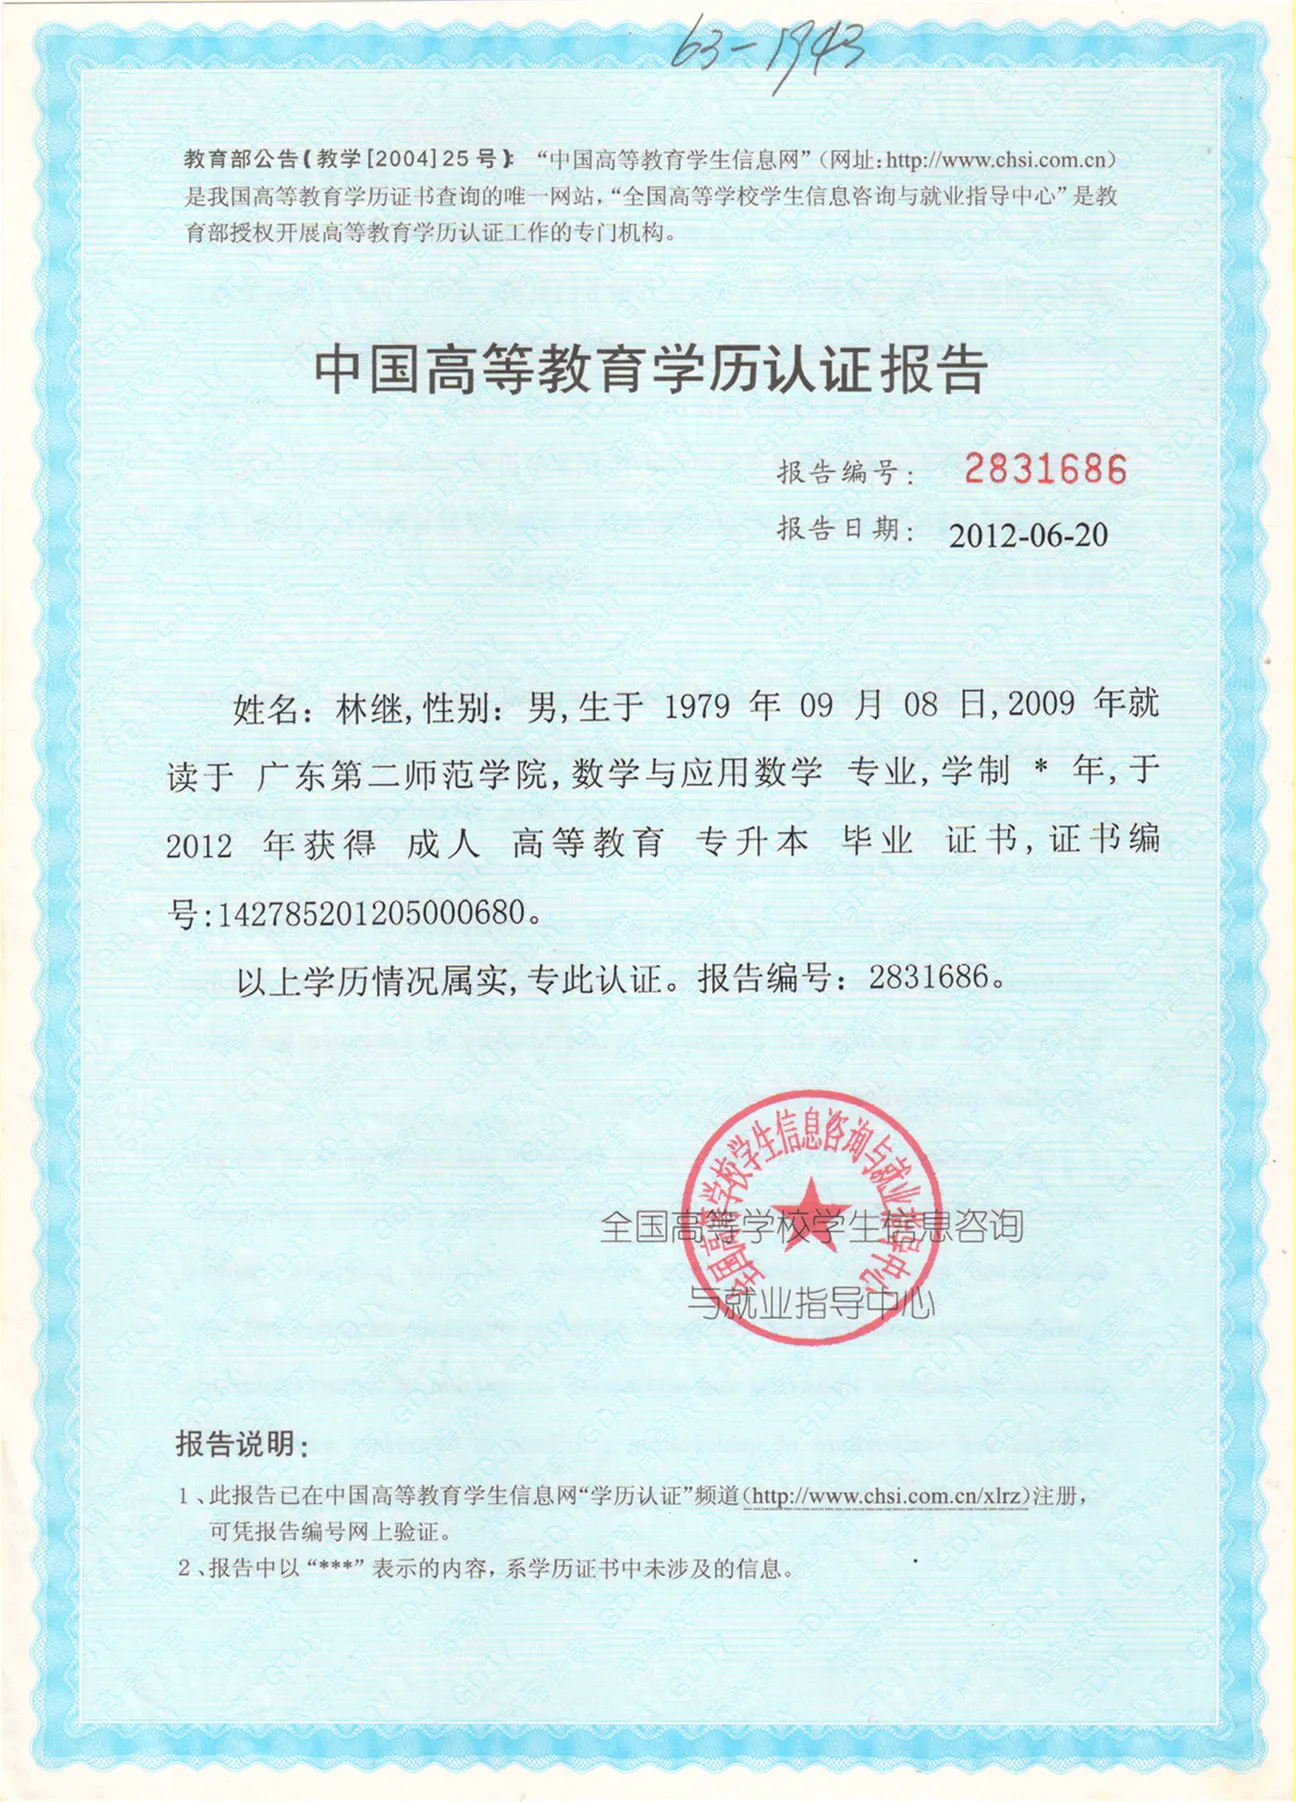 63-1943
教育部公告(教学[2004]25号):“中国高等教育学生信息网”(网址:http://www.chsi.com.cn)
是我国高等教育学历证书查询的唯一网站,“全国高等学校学生信息咨询与就业指导中心”是教
育部授权开展高等教育学历认证工作的专门机构。
中国高等教育学历认证报告
报告编号: 2831686
报告日期: 2012-06-20
姓名: 林继,性别: 男,生于 1979 年 09 月 08 日,2009 年就
读于 广东第二师范学院,数学与应用数学 专业,学制 * 年,于
2012 年获得 成人 高等教育 专升本 毕业 证书,证书编
号:142785201205000680。
以上学历情况属实,专此认证。报告编号: 2831686。
全国高等学校学生信息咨询与就业指导中心
全国高等学校学生信息咨询
与就业指导中心
报告说明:
1、此报告已在中国高等教育学生信息网“学历认证”频道(http://www.chsi.com.cn/xlrz)注册,
可凭报告编号网上验证。
2、报告中以“***”表示的内容,系学历证书中未涉及的信息。